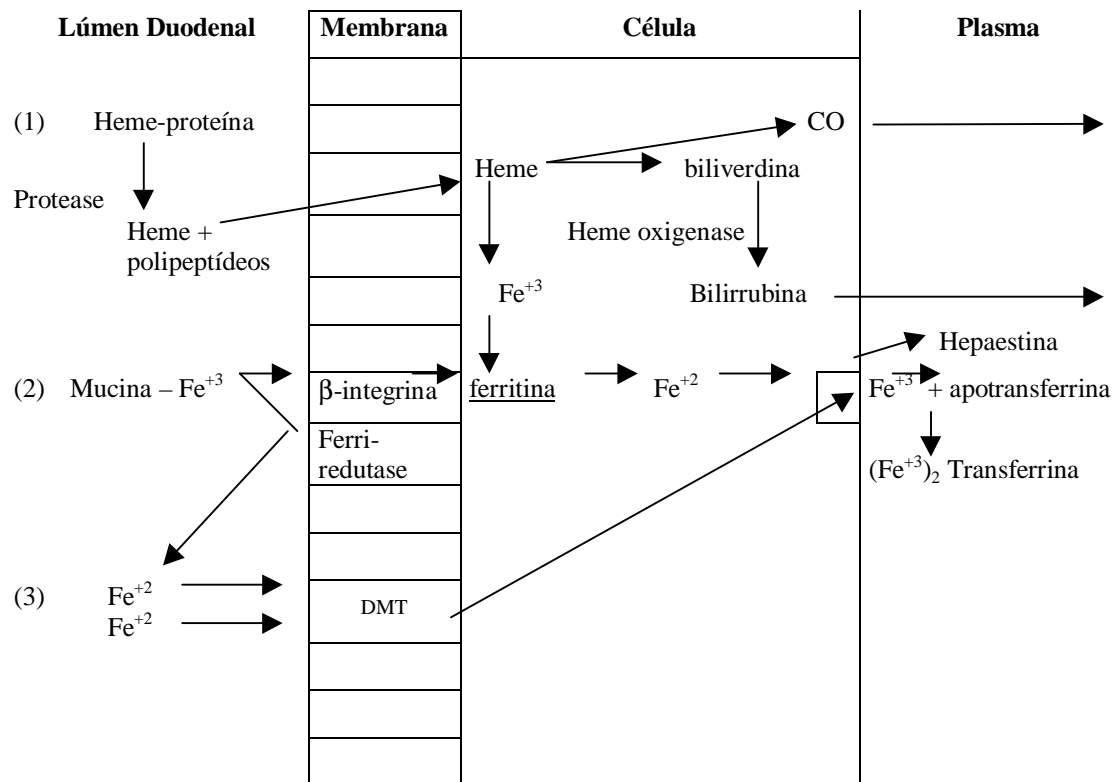 Lúmen Duodenal Membrana Célula Plasma
(1) Heme-proteína CO
Heme biliverdina
Protease
Heme + Heme oxigenase
polipeptídeos
Fe+3 Bilirrubina
Hepaestina
(2) Mucina – Fe+3 β-integrina ferritina Fe+2 Fe+3 + apotransferrina
Ferri-
redutase (Fe+3)2 Transferrina
(3) Fe+2 DMT
Fe+2